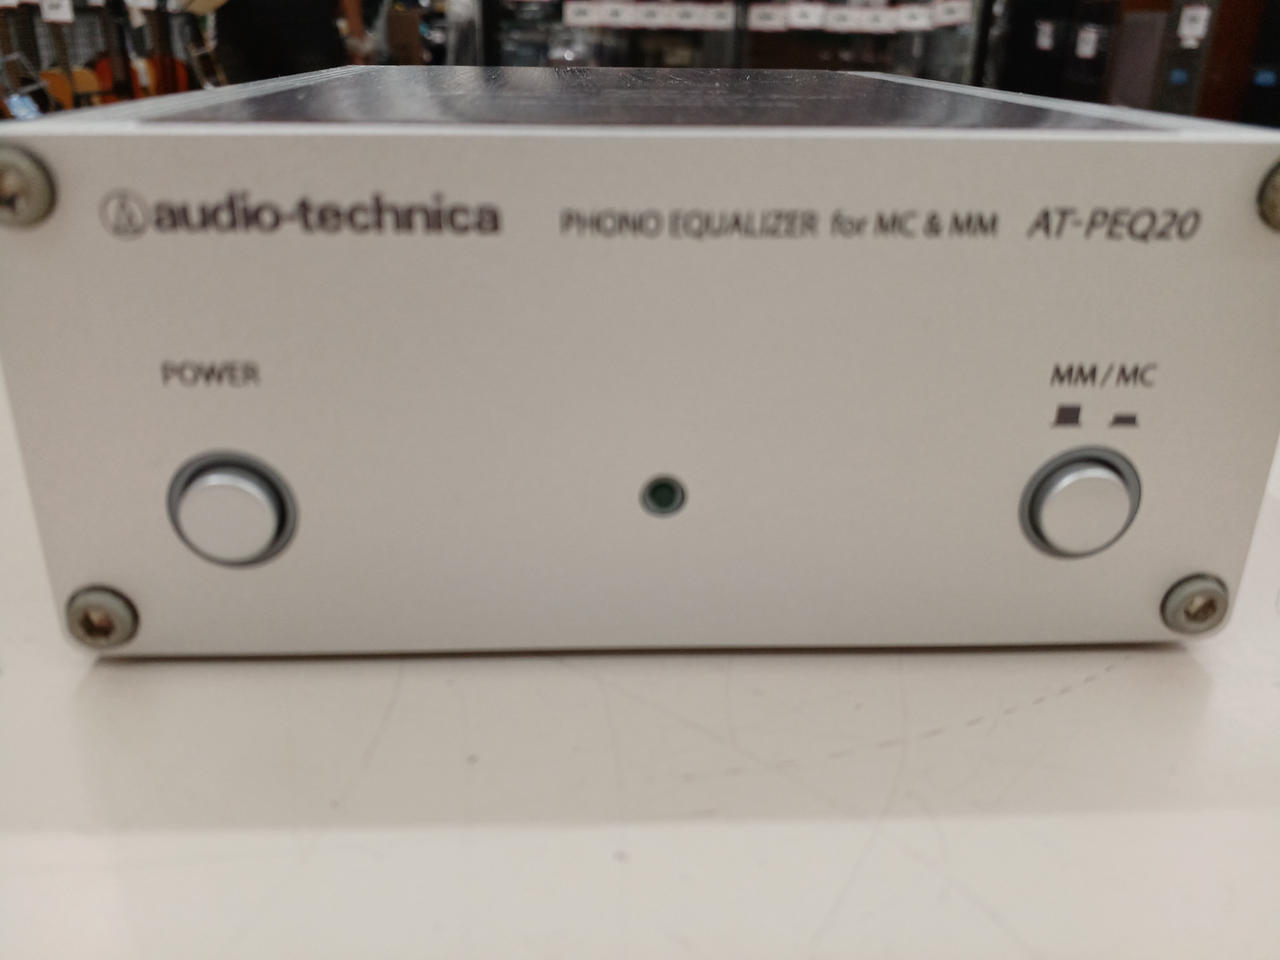 audio-technica PHONO EQUALIZER for MC & MM AT-PEQ20
POWER
MM/MC